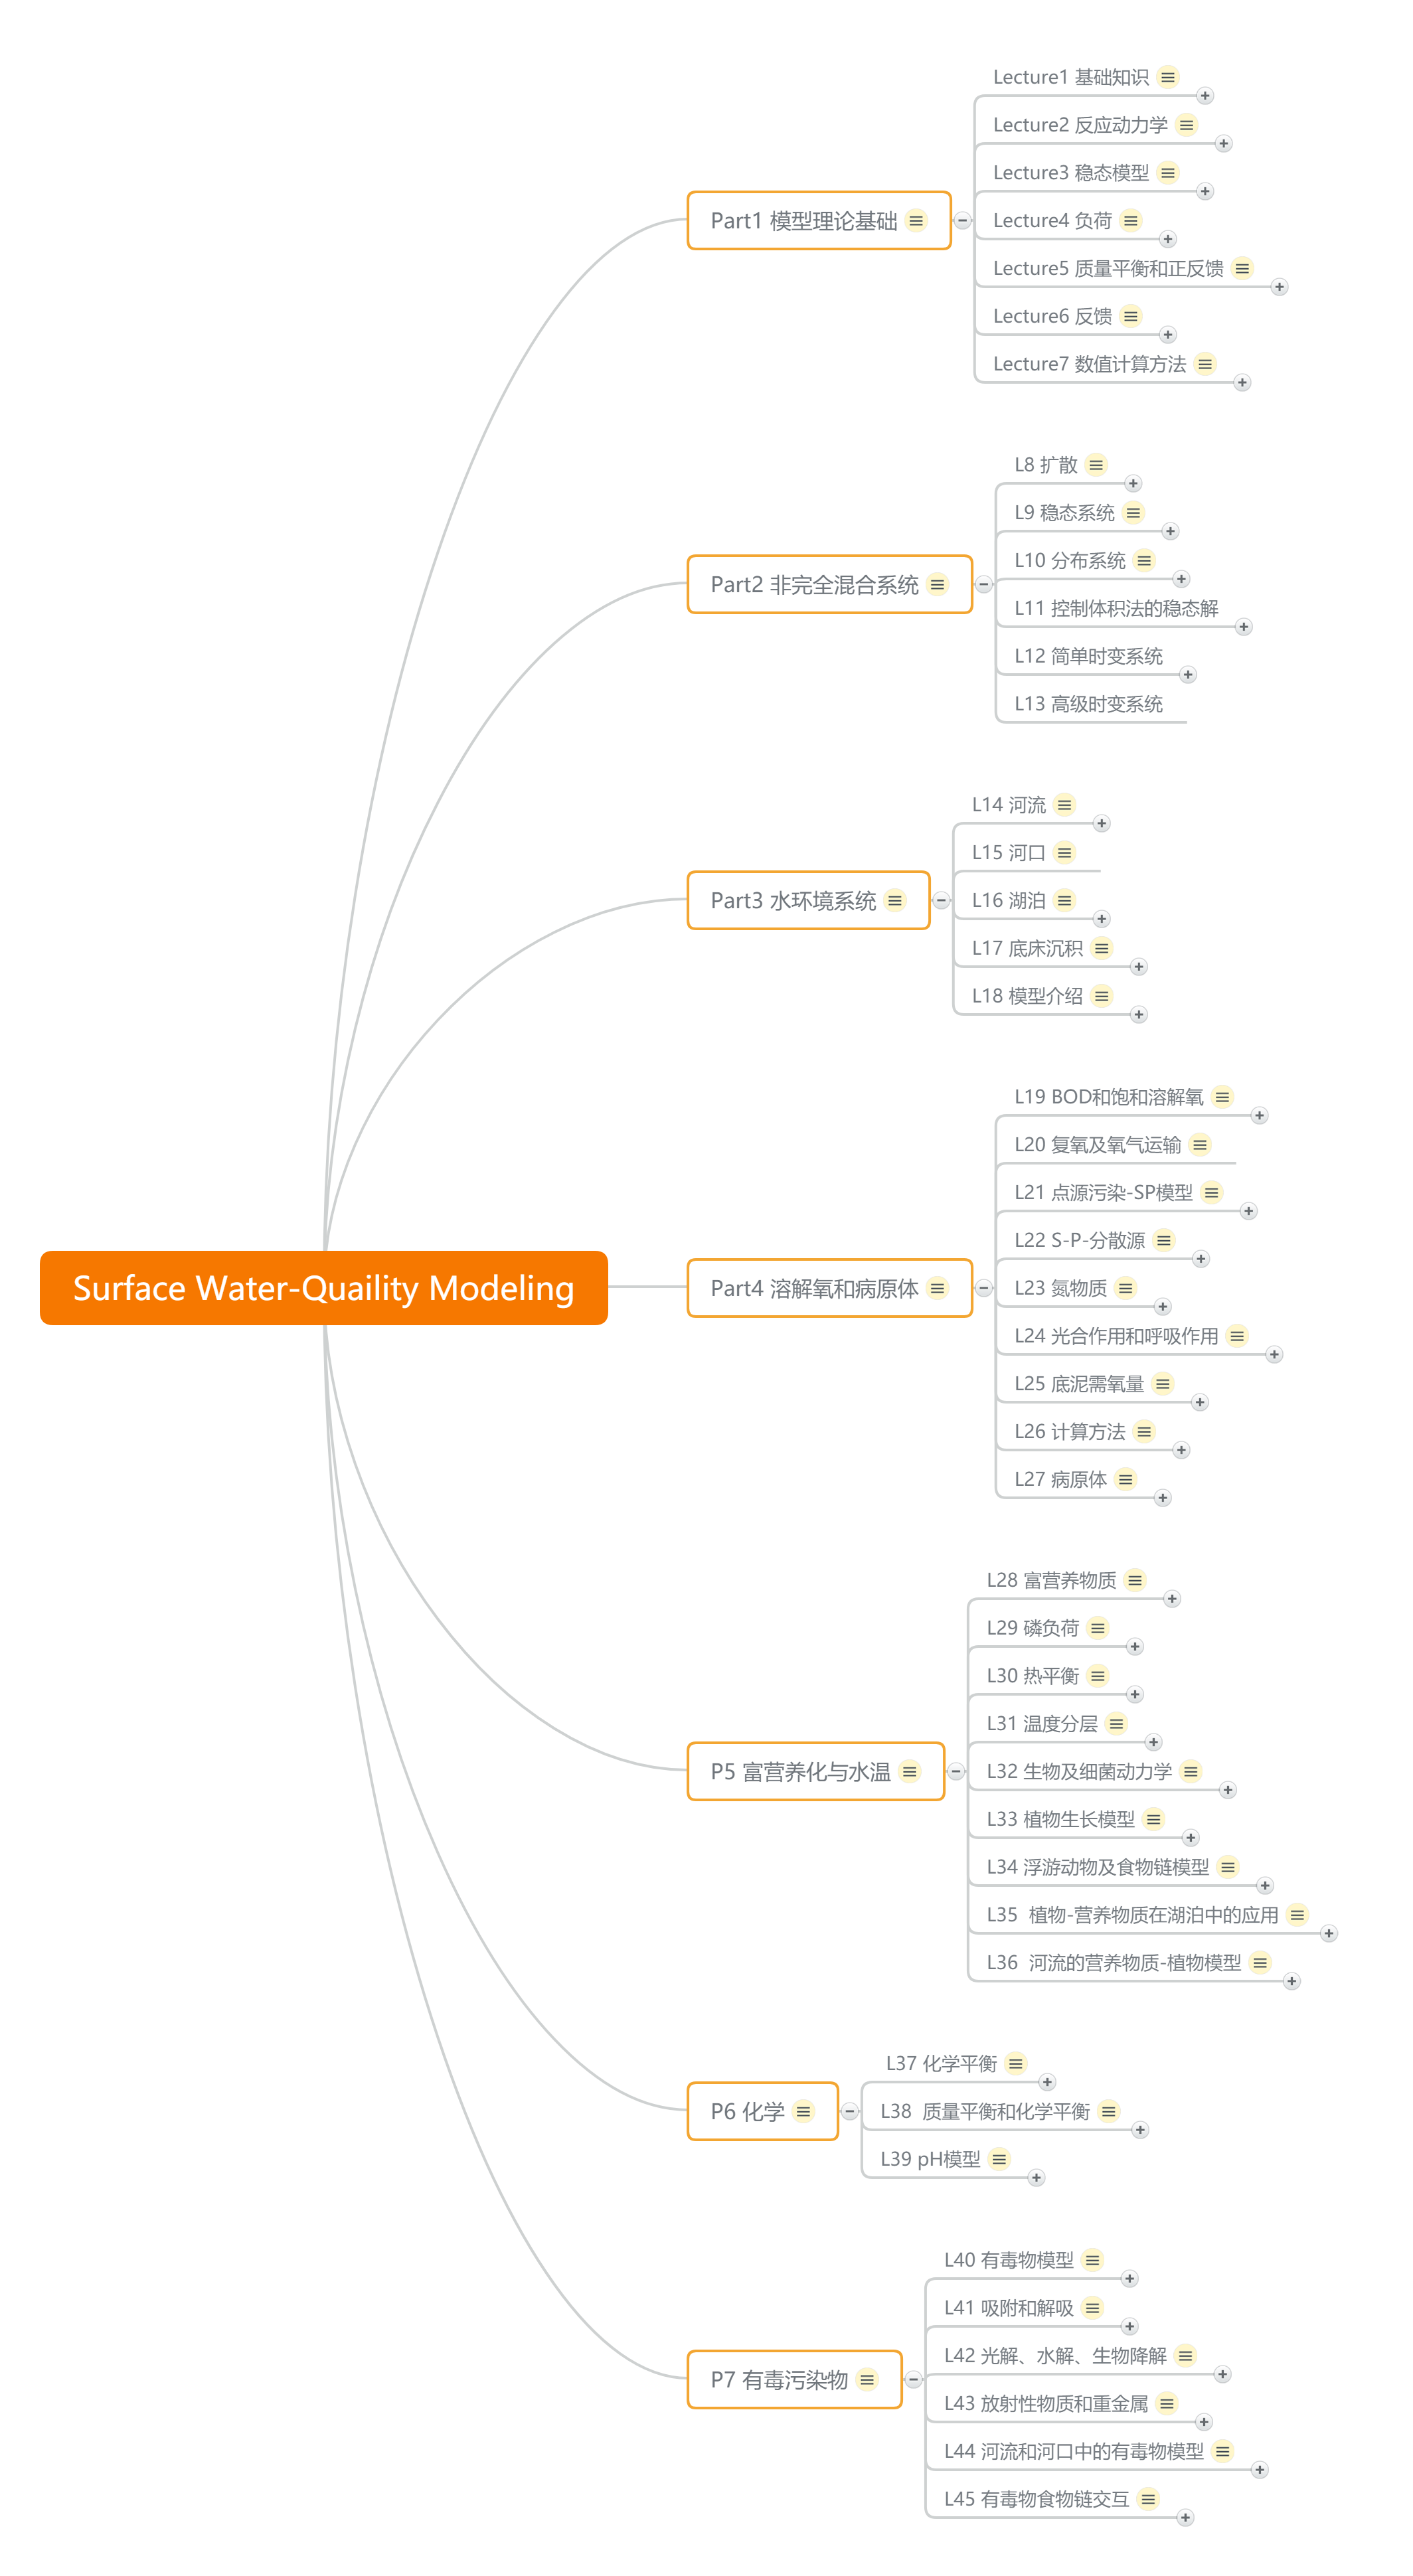 Surface Water-Quaility Modeling
Part1 模型理论基础
Lecture1 基础知识
Lecture2 反应动力学
Lecture3 稳态模型
Lecture4 负荷
Lecture5 质量平衡和正反馈
Lecture6 反馈
Lecture7 数值计算方法
Part2 非完全混合系统
L8 扩散
L9 稳态系统
L10 分布系统
L11 控制体积法的稳态解
L12 简单时变系统
L13 高级时变系统
Part3 水环境系统
L14 河流
L15 河口
L16 湖泊
L17 底床沉积
L18 模型介绍
Part4 溶解氧和病原体
L19 BOD和饱和溶解氧
L20 复氧及氧气运输
L21 点源污染-SP模型
L22 S-P-分散源
L23 氮物质
L24 光合作用和呼吸作用
L25 底泥需氧量
L26 计算方法
L27 病原体
P5 富营养化与水温
L28 富营养物质
L29 磷负荷
L30 热平衡
L31 温度分层
L32 生物及细菌动力学
L33 植物生长模型
L34 浮游动物及食物链模型
L35 植物-营养物质在湖泊中的应用
L36 河流的营养物质-植物模型
P6 化学
L37 化学平衡
L38 质量平衡和化学平衡
L39 pH模型
P7 有毒污染物
L40 有毒物模型
L41 吸附和解吸
L42 光解、水解、生物降解
L43 放射性物质和重金属
L44 河流和河口中的有毒物模型
L45 有毒物食物链交互